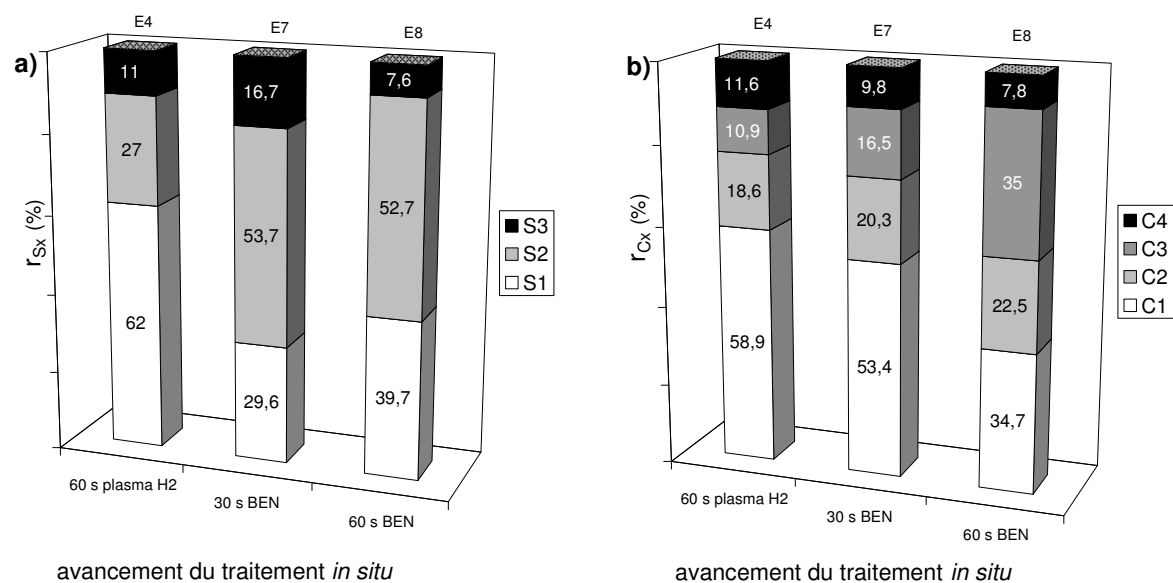 a)
E4
E7
E8
11
16,7
7,6
27
53,7
52,7
62
29,6
39,7
r_Sx (%)
S3
S2
S1
60 s plasma H2
30 s BEN
60 s BEN
avancement du traitement in situ
b)
E4
E7
E8
11,6
9,8
7,8
10,9
16,5
35
18,6
20,3
22,5
58,9
53,4
34,7
r_Cx (%)
C4
C3
C2
C1
60 s plasma H2
30 s BEN
60 s BEN
avancement du traitement in situ